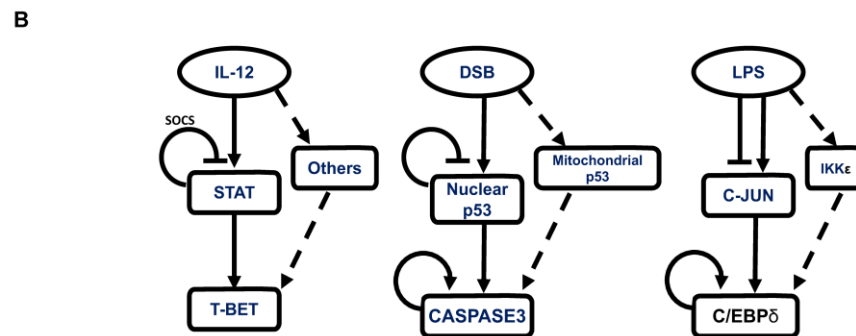 B
IL-12
SOCS
STAT
Others
T-BET
DSB
Nuclear
p53
Mitochondrial
p53
CASPASE3
LPS
C-JUN
IKKε
C/EBPδ